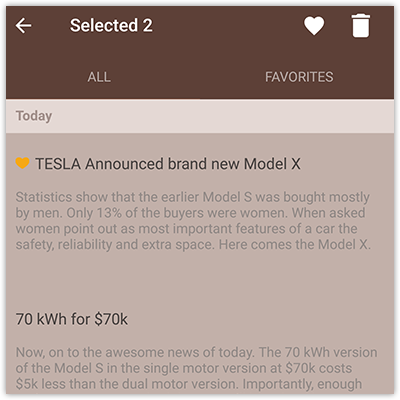 Selected 2
ALL
FAVORITES
Today
TESLA Announced brand new Model X
Statistics show that the earlier Model S was bought mostly
by men. Only 13% of the buyers were women. When asked
women point out as most important features of a car the
safety, reliability and extra space. Here comes the Model X.
70 kWh for $70k
Now, on to the awesome news of today. The 70 kWh version
of the Model S in the single motor version at $70k costs
$5k less than the dual motor version. Importantly, enough